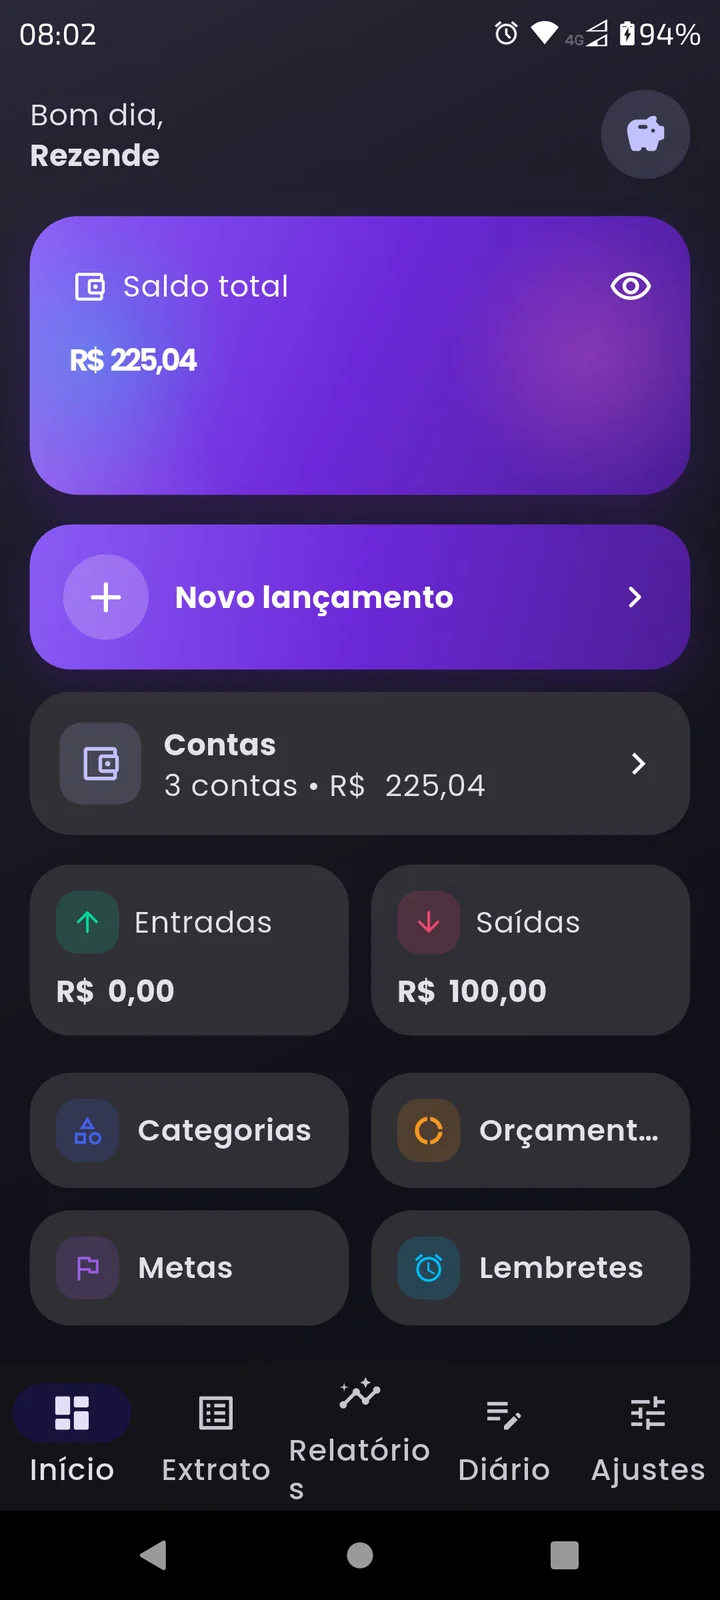 08:02
4G
94%
Bom dia,
Rezende
Saldo total
R$ 225,04
Novo lançamento
Contas
3 contas • R$ 225,04
Entradas
Saídas
R$ 0,00
R$ 100,00
Categorias
Orçament...
Metas
Lembretes
Início
Extrato
Relatório
s
Diário
Ajustes